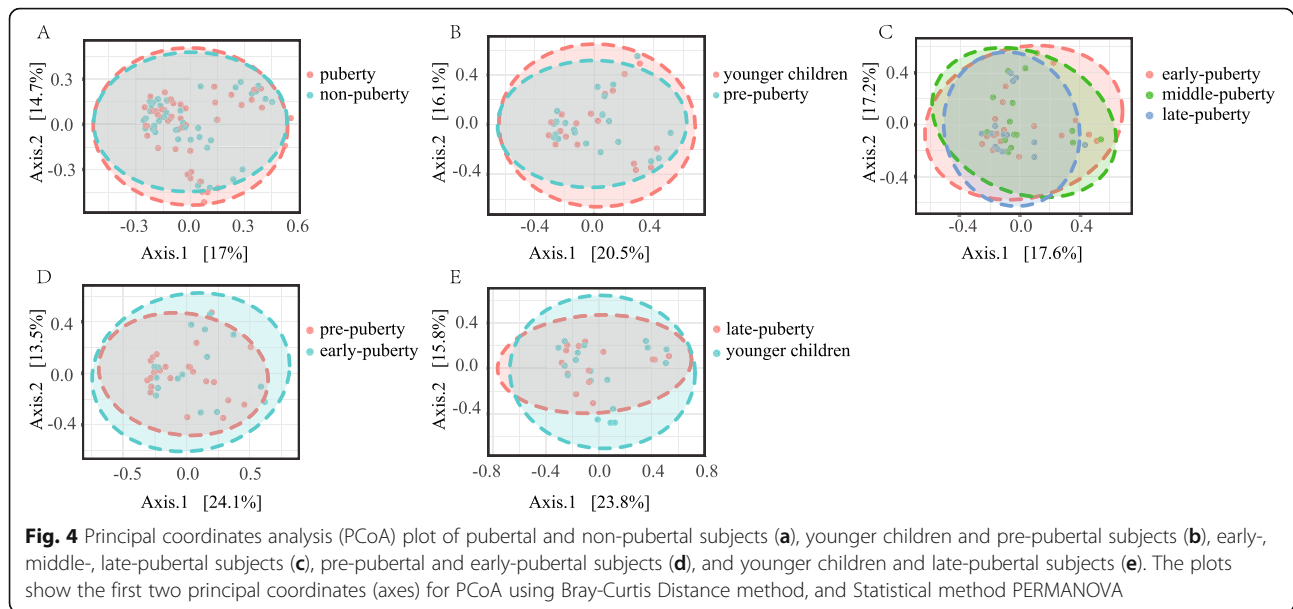 A
Axis.2 [14.7%]
0.3
0.0
-0.3
-0.3 0.0 0.3 0.6
Axis.1 [17%]
puberty
non-puberty
B
Axis.2 [16.1%]
0.4
0.0
-0.4
-0.4 0.0 0.4
Axis.1 [20.5%]
younger children
pre-puberty
C
Axis.2 [17.2%]
0.4
0.0
-0.4
-0.4 0.0 0.4
Axis.1 [17.6%]
early-puberty
middle-puberty
late-puberty
D
Axis.2 [13.5%]
0.4
0.0
-0.4
-0.5 0.0 0.5
Axis.1 [24.1%]
pre-puberty
early-puberty
E
Axis.2 [15.8%]
0.4
0.0
-0.4
-0.8 -0.4 0.0 0.4 0.8
Axis.1 [23.8%]
late-puberty
younger children
Fig. 4 Principal coordinates analysis (PCoA) plot of pubertal and non-pubertal subjects (a), younger children and pre-pubertal subjects (b), early-,
middle-, late-pubertal subjects (c), pre-pubertal and early-pubertal subjects (d), and younger children and late-pubertal subjects (e). The plots
show the first two principal coordinates (axes) for PCoA using Bray-Curtis Distance method, and Statistical method PERMANOVA